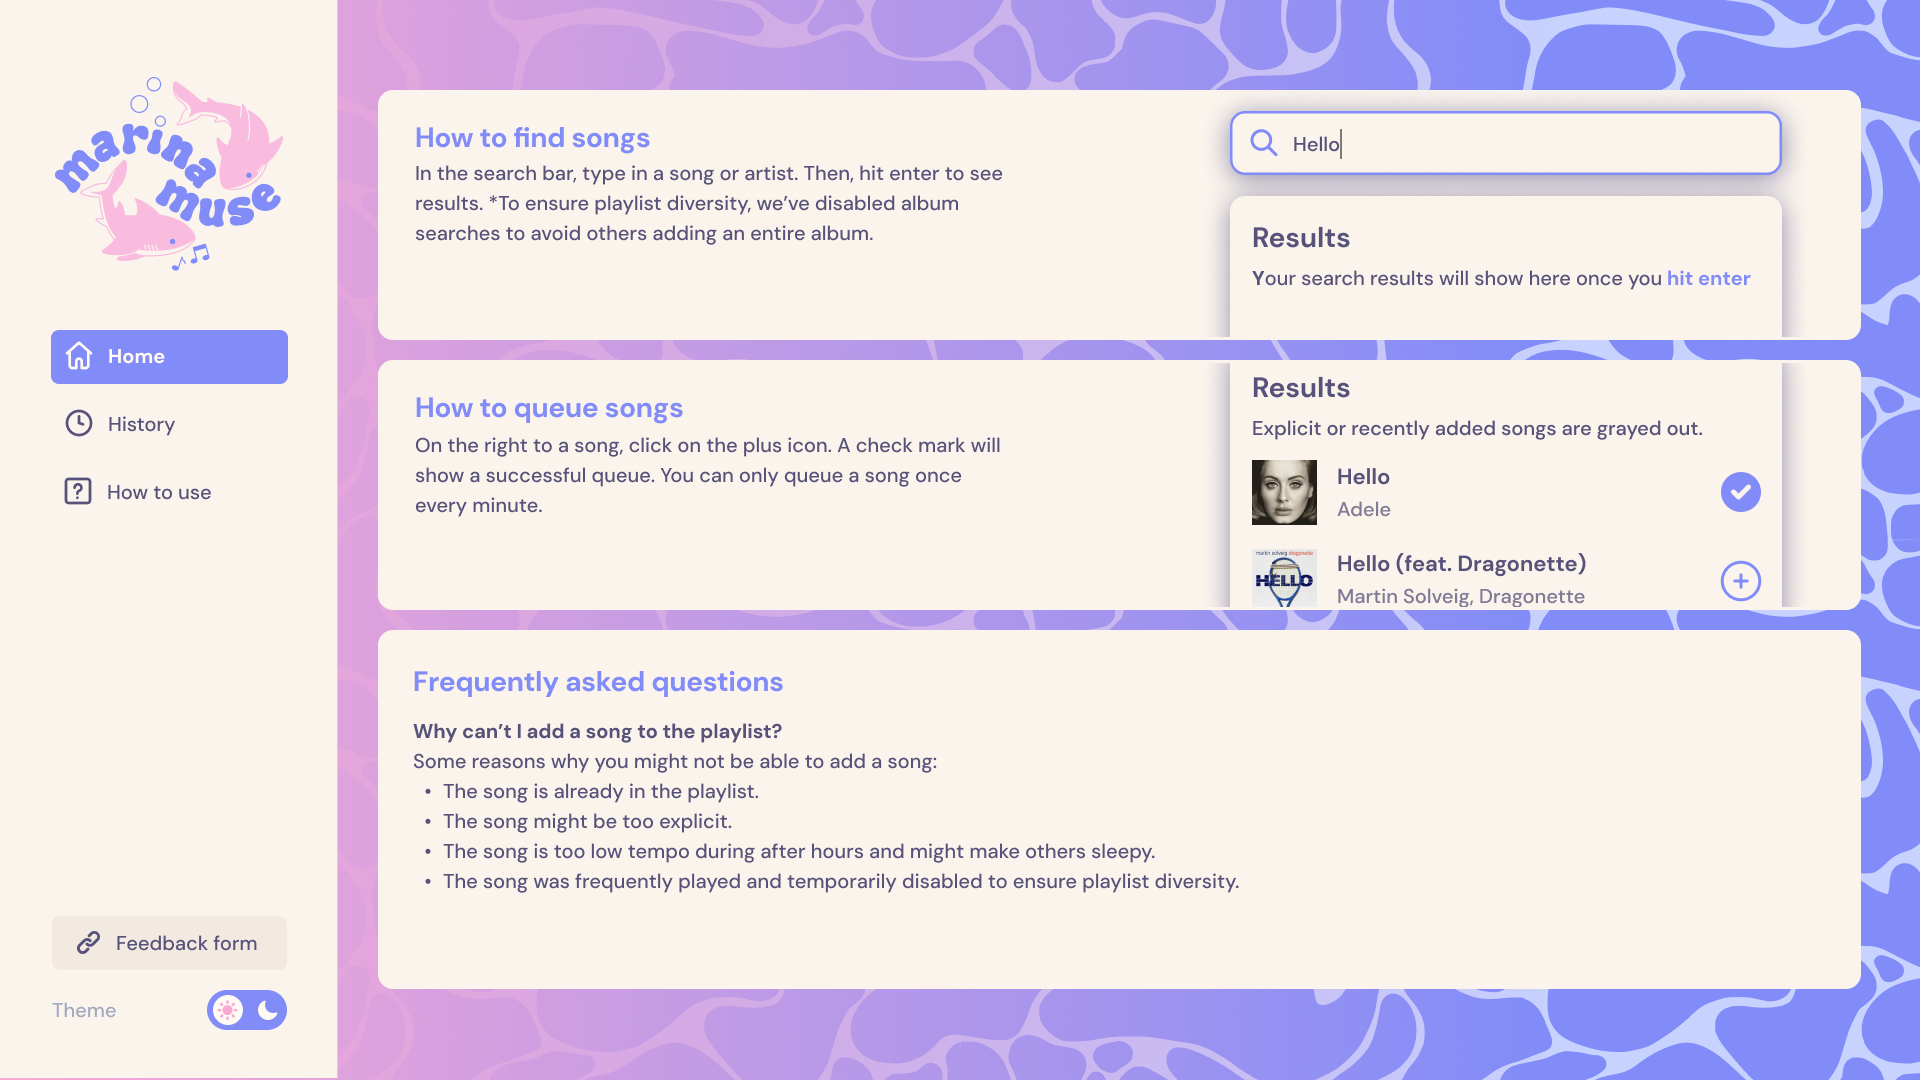 marina
muse
Home
History
How to use
Feedback form
Theme
How to find songs
In the search bar, type in a song or artist. Then, hit enter to see
results. *To ensure playlist diversity, we’ve disabled album
searches to avoid others adding an entire album.
Hello
Results
Your search results will show here once you hit enter
How to queue songs
On the right to a song, click on the plus icon. A check mark will
show a successful queue. You can only queue a song once
every minute.
Results
Explicit or recently added songs are grayed out.
Hello
Adele
martin solveig dragonette
HELLO
Hello (feat. Dragonette)
Martin Solveig, Dragonette
Frequently asked questions
Why can’t I add a song to the playlist?
Some reasons why you might not be able to add a song:
• The song is already in the playlist.
• The song might be too explicit.
• The song is too low tempo during after hours and might make others sleepy.
• The song was frequently played and temporarily disabled to ensure playlist diversity.